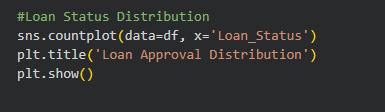 #Loan Status Distribution
sns.countplot(data=df, x='Loan_Status')
plt.title('Loan Approval Distribution')
plt.show()